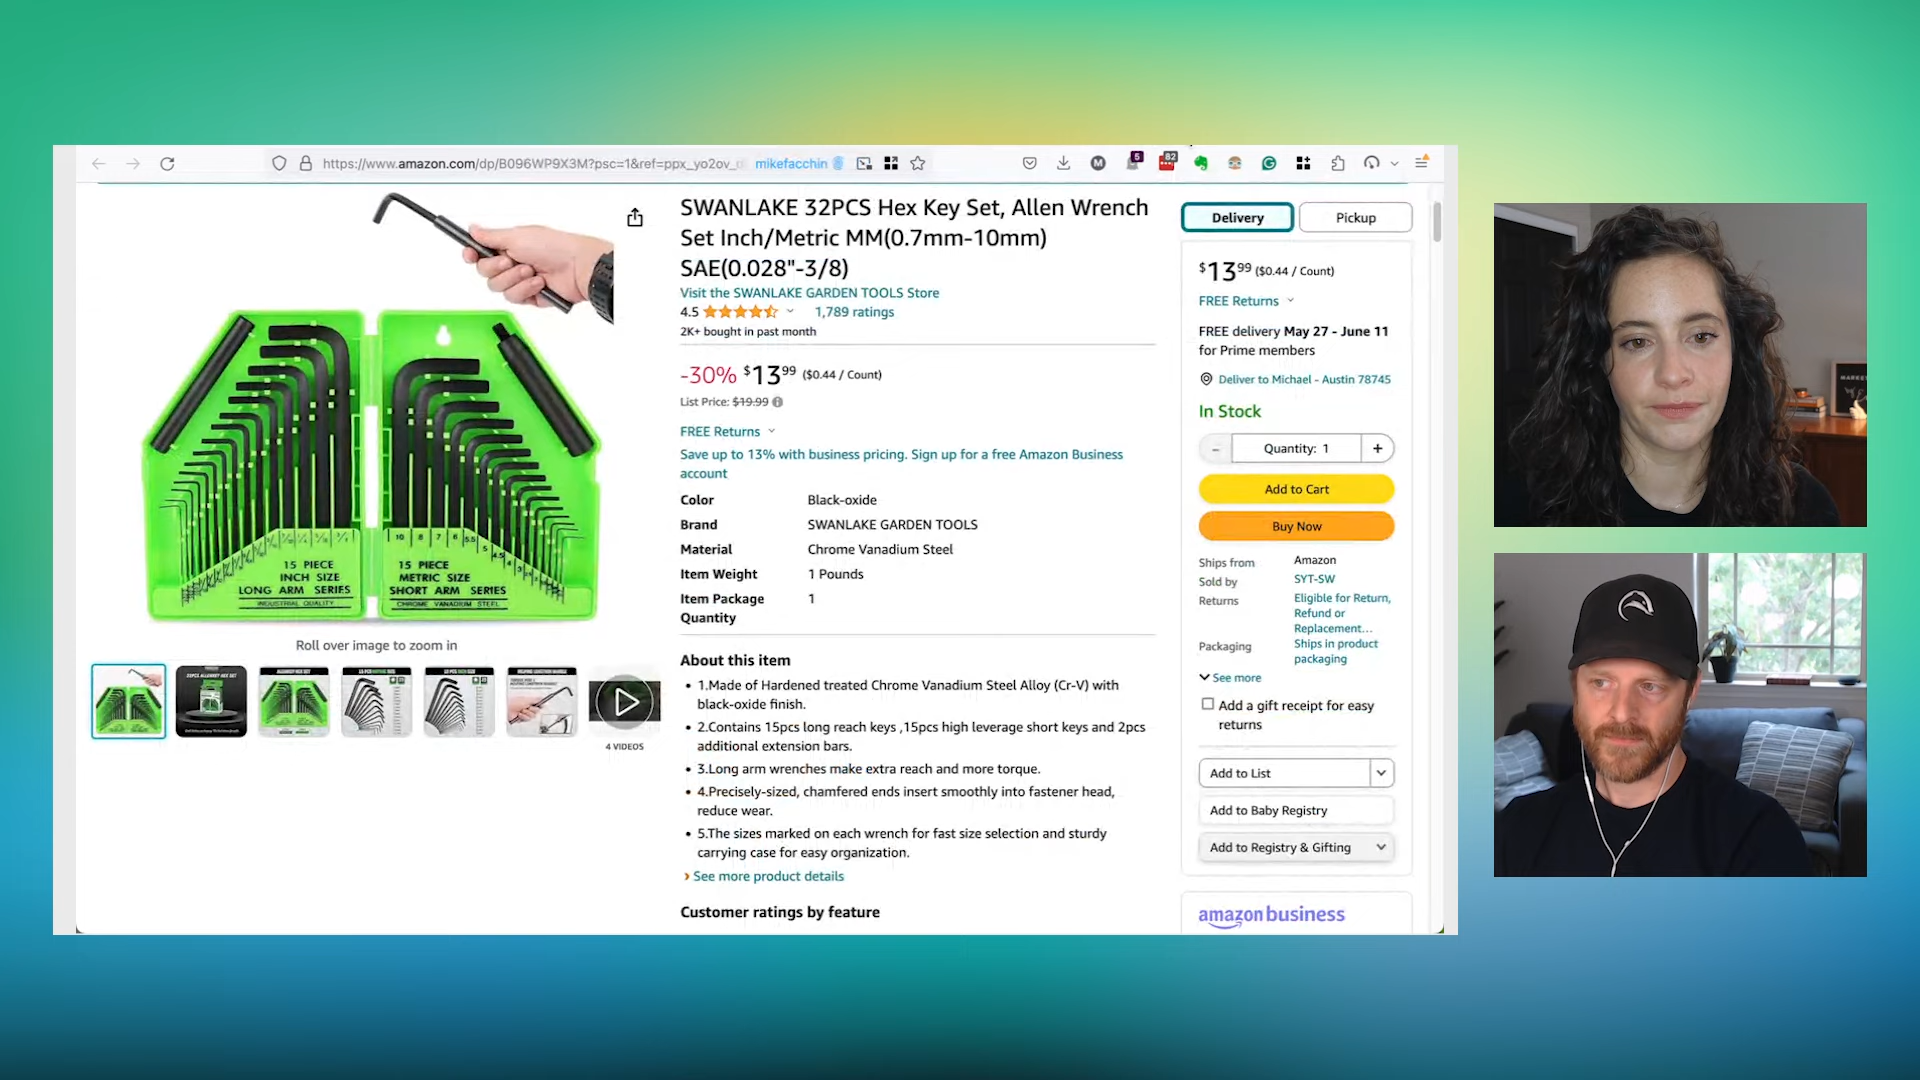 https://www.amazon.com/dp/B096WP9X3M?psc=1&ref=ppx_yo2ov_
mikefacchin
5
82
SWANLAKE 32PCS Hex Key Set, Allen Wrench
Set Inch/Metric MM(0.7mm-10mm)
SAE(0.028"-3/8)
Visit the SWANLAKE GARDEN TOOLS Store
4.5
1,789 ratings
2K+ bought in past month
-30% $13.99 ($0.44 / Count)
List Price: $19.99
FREE Returns
Save up to 13% with business pricing. Sign up for a free Amazon Business
account
Color Black-oxide
Brand SWANLAKE GARDEN TOOLS
Material Chrome Vanadium Steel
Item Weight 1 Pounds
Item Package 1
Quantity
About this item
1.Made of Hardened treated Chrome Vanadium Steel Alloy (Cr-V) with
black-oxide finish.
2.Contains 15pcs long reach keys ,15pcs high leverage short keys and 2pcs
additional extension bars.
3.Long arm wrenches make extra reach and more torque.
4.Precisely-sized, chamfered ends insert smoothly into fastener head,
reduce wear.
5.The sizes marked on each wrench for fast size selection and sturdy
carrying case for easy organization.
See more product details
Customer ratings by feature
15 PIECE
INCH SIZE
LONG ARM SERIES
INDUSTRIAL QUALITY
10 8 7 6 5.5 5 4.5 4
15 PIECE
METRIC SIZE
SHORT ARM SERIES
CHROME VANADIUM STEEL
Roll over image to zoom in
4 VIDEOS
Delivery
Pickup
$13.99 ($0.44 / Count)
FREE Returns
FREE delivery May 27 - June 11
for Prime members
Deliver to Michael - Austin 78745
In Stock
Quantity: 1
Add to Cart
Buy Now
Ships from Amazon
Sold by SYT-SW
Returns Eligible for Return,
Refund or
Replacement...
Packaging Ships in product
packaging
See more
Add a gift receipt for easy
returns
Add to List
Add to Baby Registry
Add to Registry & Gifting
amazon business